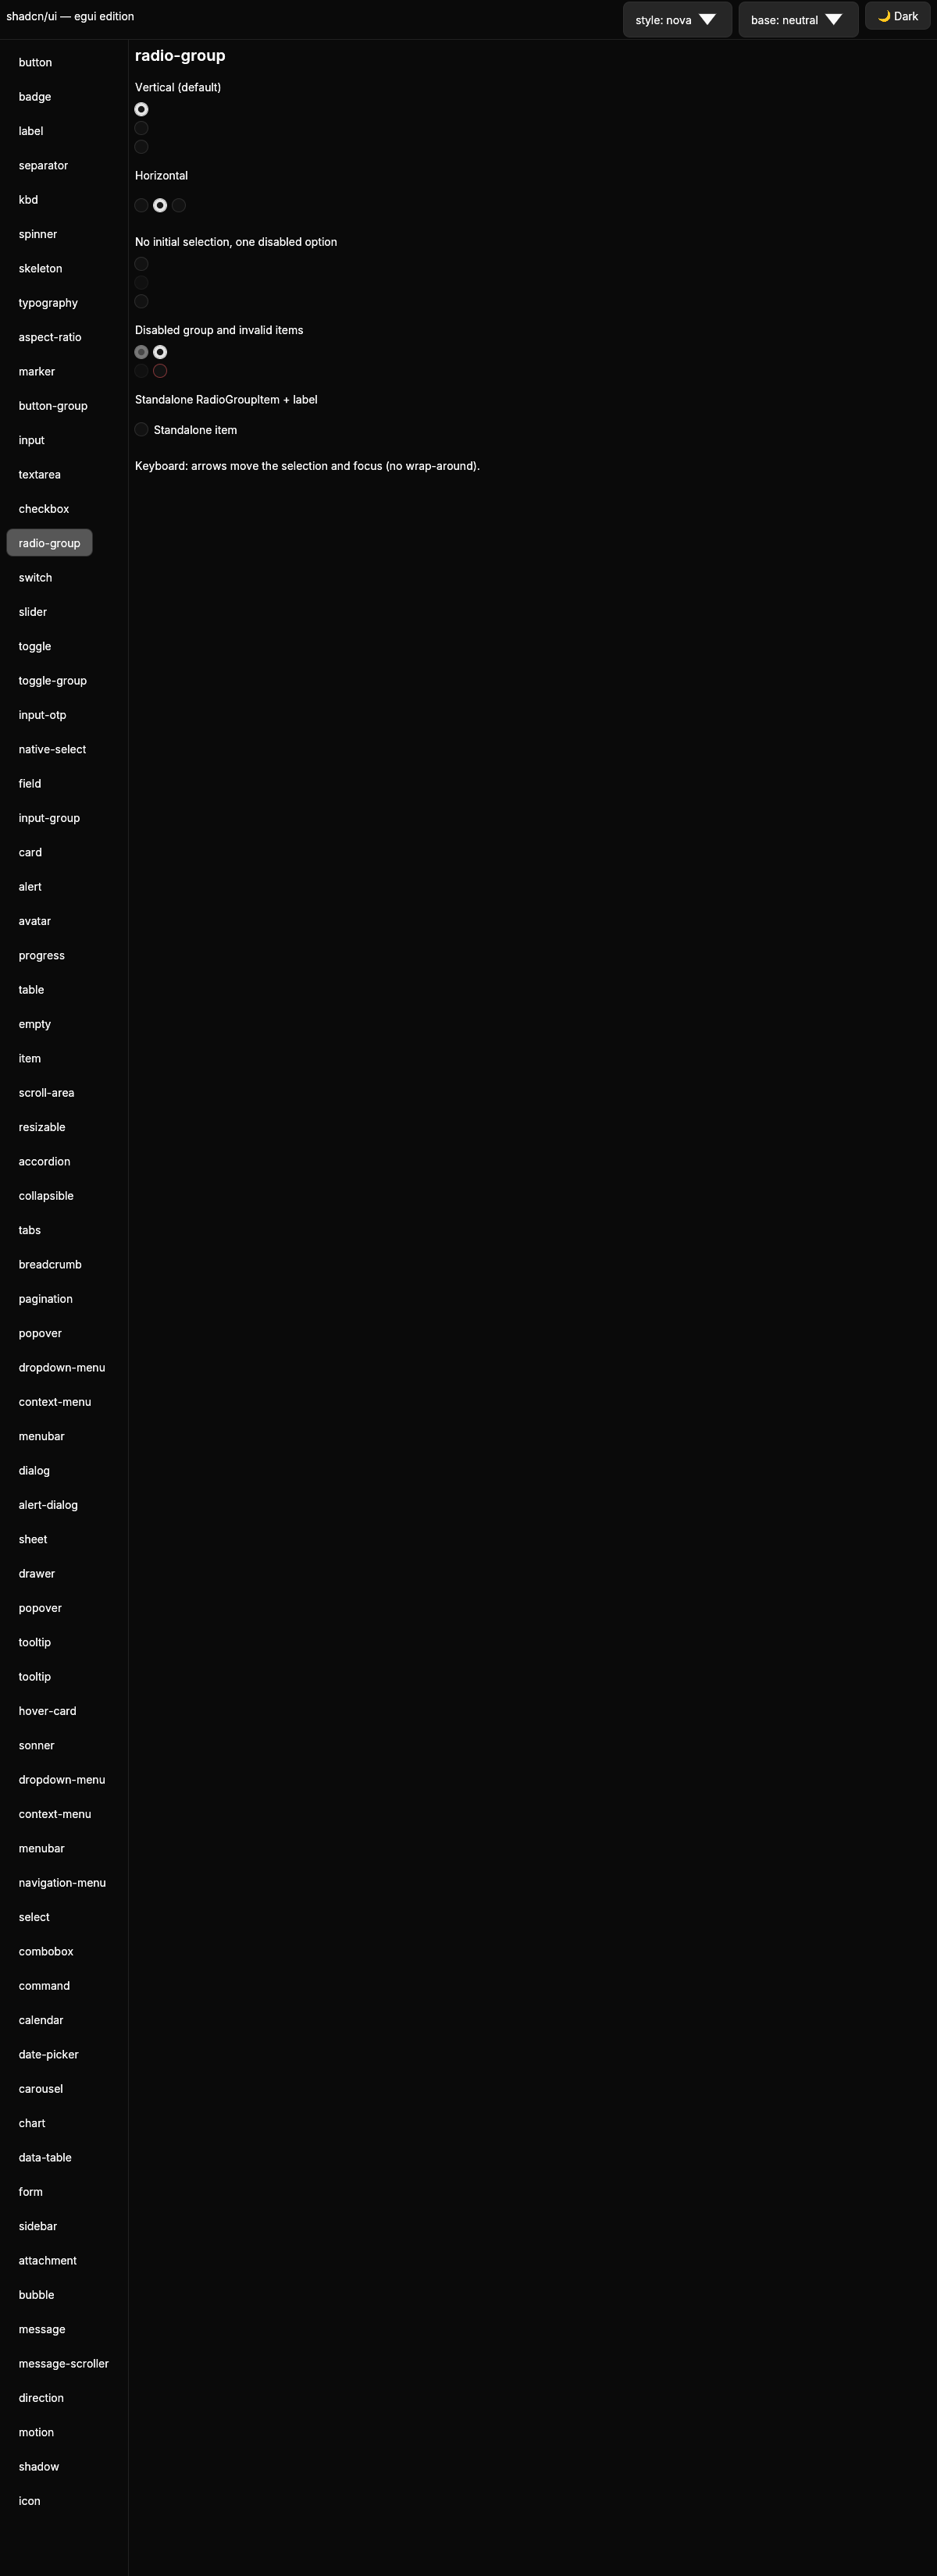 shadcn/ui — egui edition
style: nova
base: neutral
🌙 Dark
button
badge
label
separator
kbd
spinner
skeleton
typography
aspect-ratio
marker
button-group
input
textarea
checkbox
radio-group
switch
slider
toggle
toggle-group
input-otp
native-select
field
input-group
card
alert
avatar
progress
table
empty
item
scroll-area
resizable
accordion
collapsible
tabs
breadcrumb
pagination
popover
dropdown-menu
context-menu
menubar
dialog
alert-dialog
sheet
drawer
popover
tooltip
tooltip
hover-card
sonner
dropdown-menu
context-menu
menubar
navigation-menu
select
combobox
command
calendar
date-picker
carousel
chart
data-table
form
sidebar
attachment
bubble
message
message-scroller
direction
motion
shadow
icon
radio-group
Vertical (default)
Horizontal
No initial selection, one disabled option
Disabled group and invalid items
Standalone RadioGroupItem + label
Standalone item
Keyboard: arrows move the selection and focus (no wrap-around).